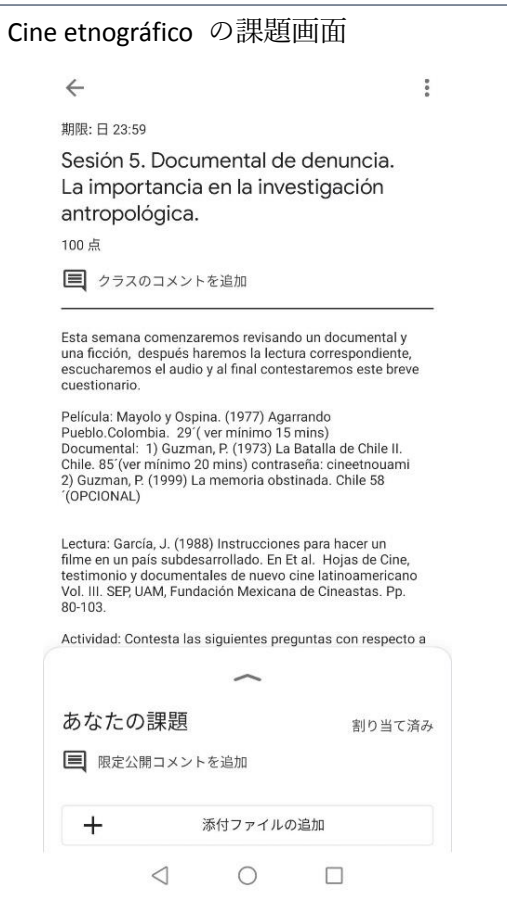 Cine etnográfico の課題画面
期限: 日 23:59
Sesión 5. Documental de denuncia.
La importancia en la investigación
antropológica.
100 点
クラスのコメントを追加
Esta semana comenzaremos revisando un documental y
una ficción, después haremos la lectura correspondiente,
escucharemos el audio y al final contestaremos este breve
cuestionario.
Película: Mayolo y Ospina. (1977) Agarrando
Pueblo.Colombia. 29´( ver mínimo 15 mins)
Documental: 1) Guzman, P. (1973) La Batalla de Chile II.
Chile. 85´(ver mínimo 20 mins) contraseña: cineetnouami
2) Guzman, P. (1999) La memoria obstinada. Chile 58
´(OPCIONAL)
Lectura: García, J. (1988) Instrucciones para hacer un
filme en un país subdesarrollado. En Et al. Hojas de Cine,
testimonio y documentales de nuevo cine latinoamericano
Vol. III. SEP, UAM, Fundación Mexicana de Cineastas. Pp.
80-103.
Actividad: Contesta las siguientes preguntas con respecto a
あなたの課題
割り当て済み
限定公開コメントを追加
添付ファイルの追加